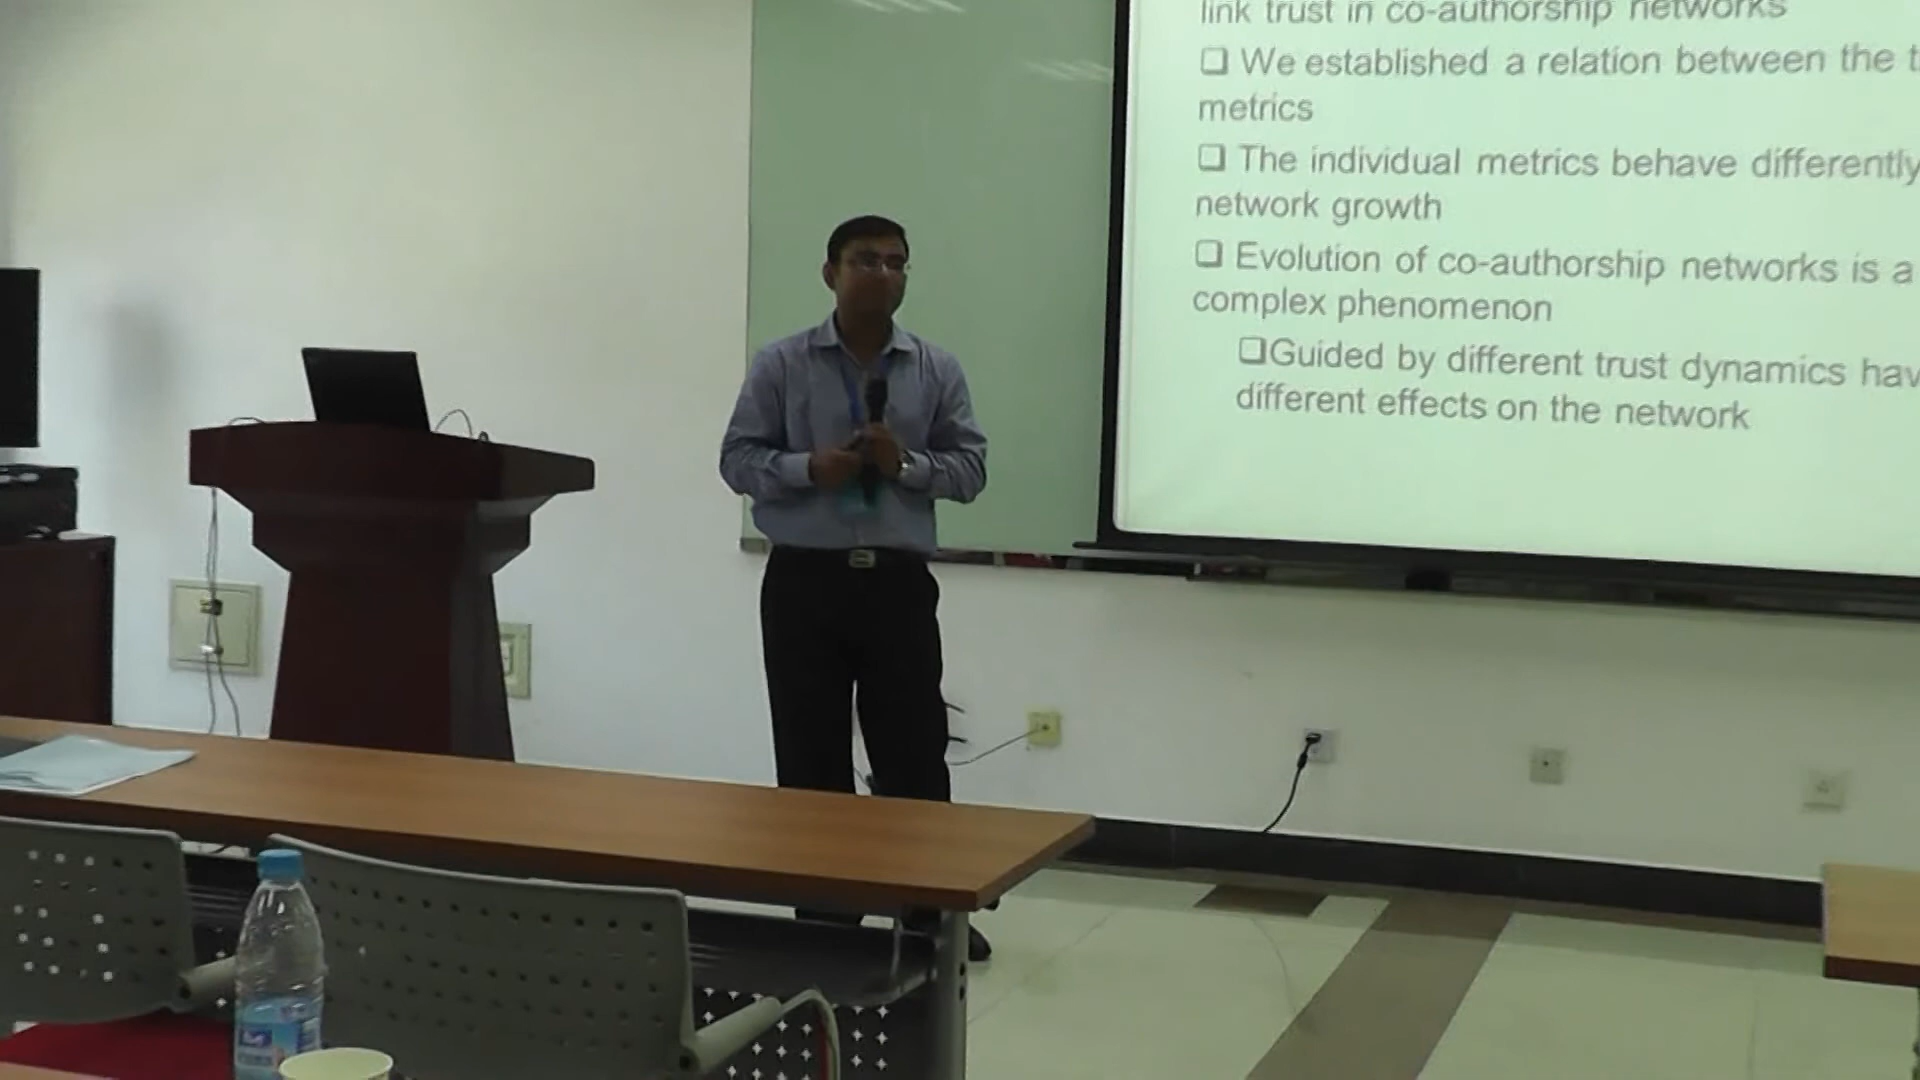 link trust in co-authorship networks
❑ We established a relation between the
metrics
❑ The individual metrics behave differently
network growth
❑ Evolution of co-authorship networks is a
complex phenomenon
❑Guided by different trust dynamics hav
different effects on the network